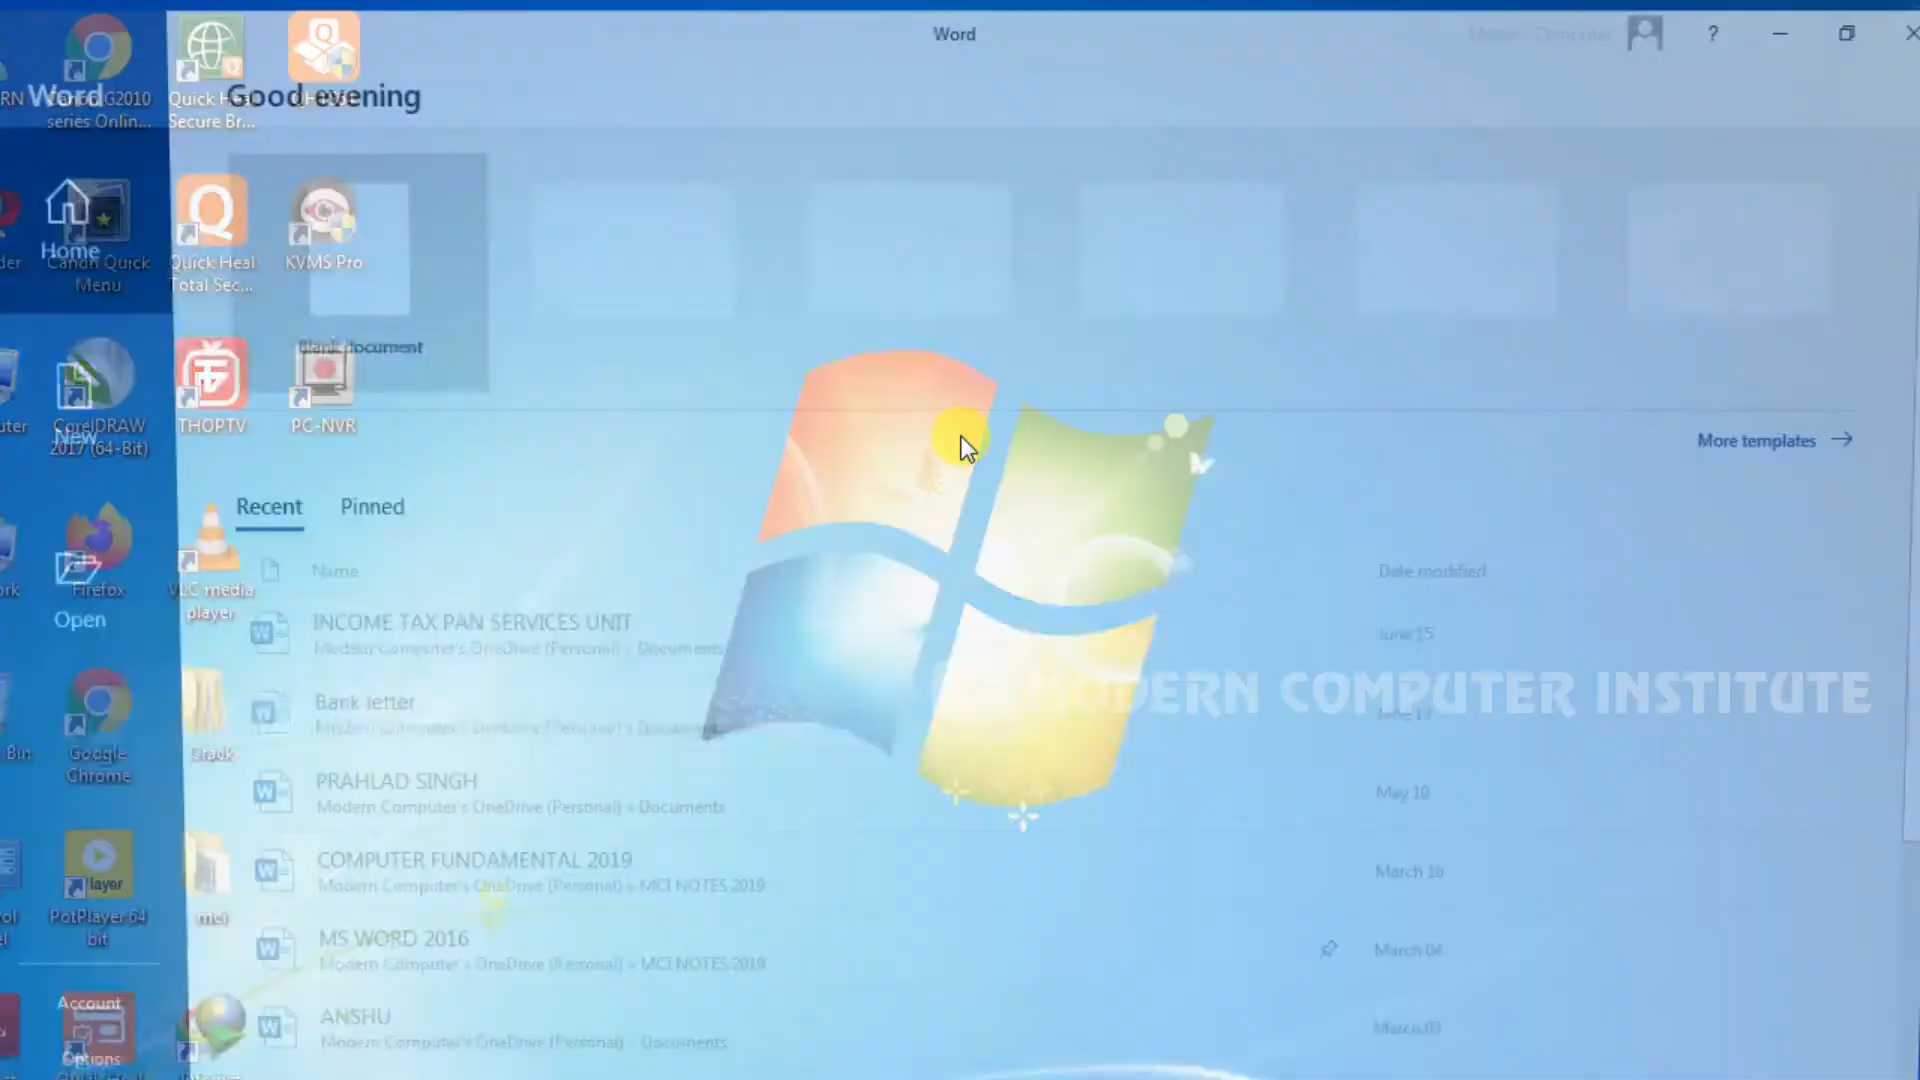 Word
Word
Good evening
RN
Canon G2010
series Onlin...
Quick Heal
Secure Br...
Home
Canon Quick
Menu
Quick Heal
Total Sec...
KVMS Pro
Blank document
New
CorelDRAW
2017 (64-Bit)
THOPTV
PC-NVR
More templates
Recent
Pinned
Name
Date modified
Open
Firefox
VLC media
player
INCOME TAX PAN SERVICES UNIT
Modern Computer's OneDrive (Personal) » Documents
June 15
Bank letter
Modern Computer's OneDrive (Personal) » Documents
MODERN COMPUTER INSTITUTE
Bin
Google
Chrome
Crack
PRAHLAD SINGH
Modern Computer's OneDrive (Personal) » Documents
May 10
COMPUTER FUNDAMENTAL 2019
Modern Computer's OneDrive (Personal) » MCI NOTES 2019
PotPlayer 64
bit
mci
MS WORD 2016
Modern Computer's OneDrive (Personal) » MCI NOTES 2019
March 04
Account
Options
ANSHU
Modern Computer's OneDrive (Personal) » Documents